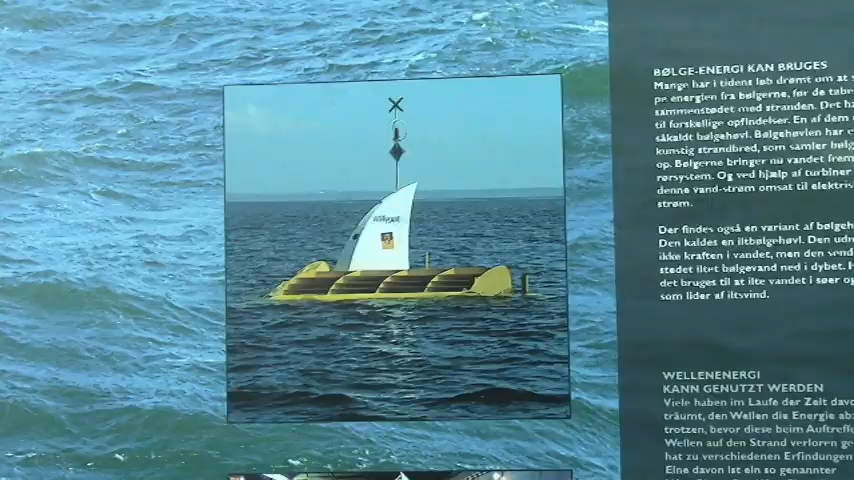 BØLGE-ENERGI KAN BRUGES
Mange har i tidens løb drømt om at
pe energien fra bølgerne, før de tabe
sammenstødet med stranden. Det ha
til forskellige opfindelser. En af dem
såkaldt bølgehøvl. Bølgehøvlen har e
kunstig strandbred, som samler bølg
op. Bølgerne bringer nu vandet frem
rørsystem. Og ved hjælp af turbiner
denne vand-strøm omsat til elektris
strøm.
Der findes også en variant af bølgeh
Den kaldes en iltbølgehøvl. Den udn
ikke kraften i vandet, men den send
stedet iltet bølgevand ned i dybet. H
det bruges til at ilte vandet i søer og
som lider af iltsvind.
WELLENENERGI
KANN GENUTZT WERDEN
Viele haben im Laufe der Zeit davo
träumt, den Wellen die Energie ab
trotzen, bevor diese beim Auftreffe
Wellen auf den Strand verloren ge
hat zu verschiedenen Erfindungen
Eine davon ist ein so genannter